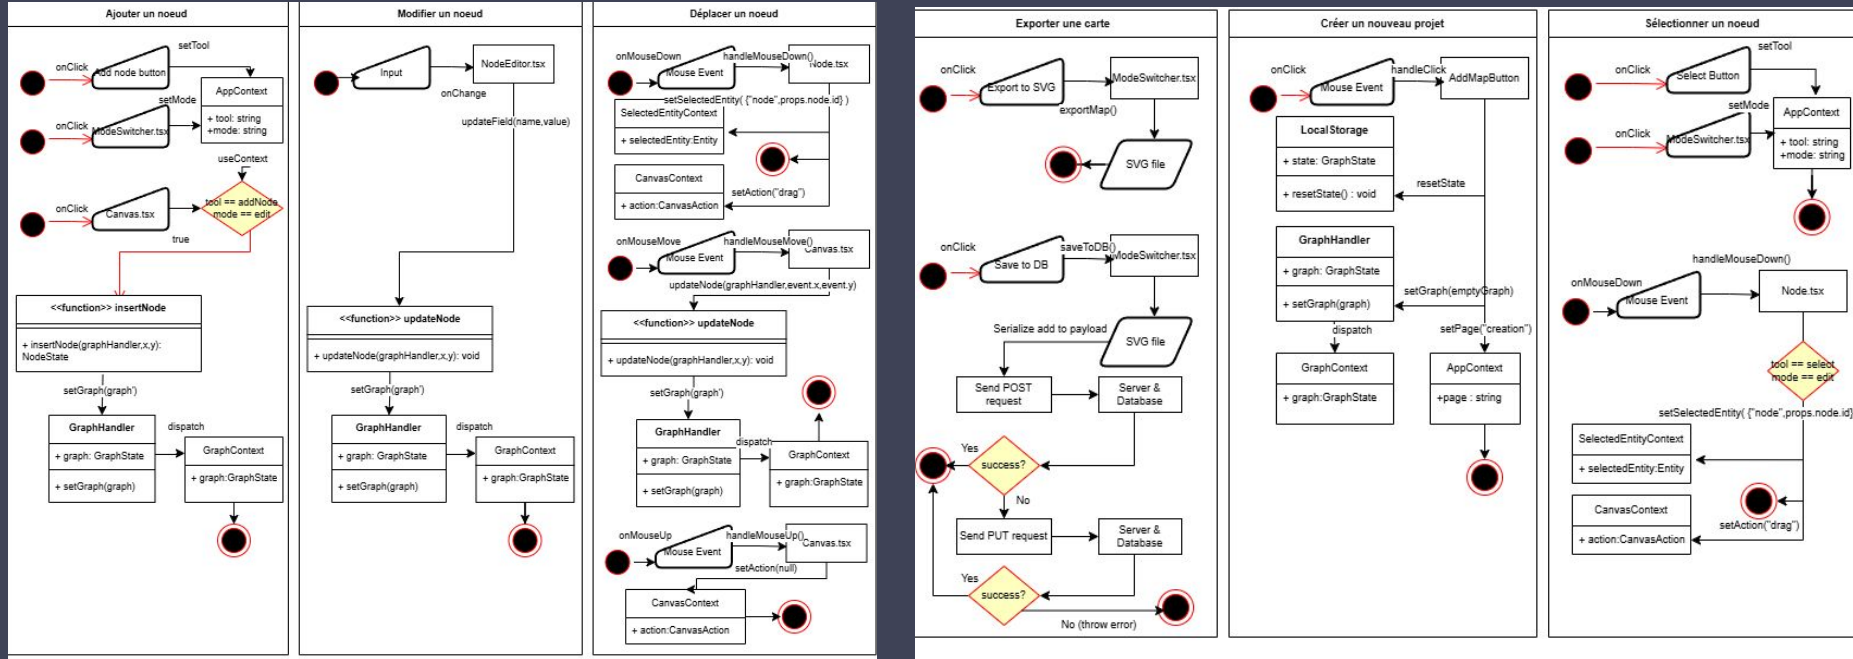 Ajouter un noeud
setTool
onClick
Add node button
AppContext
+ tool: string
+mode: string
setMode
onClick
ModeSwitcher.tsx
useContext
onClick
Canvas.tsx
tool == addNode
mode == edit
true
<<function>> insertNode
+ insertNode(graphHandler,x,y):
NodeState
setGraph(graph')
GraphHandler
+ graph: GraphState
+ setGraph(graph)
dispatch
GraphContext
+ graph:GraphState
Modifier un noeud
Input
NodeEditor.tsx
onChange
updateField(name,value)
<<function>> updateNode
+ updateNode(graphHandler,x,y): void
setGraph(graph')
GraphHandler
+ graph: GraphState
+ setGraph(graph)
dispatch
GraphContext
+ graph:GraphState
Déplacer un noeud
onMouseDown
Mouse Event
handleMouseDown()
Node.tsx
setSelectedEntity( {"node",props.node.id} )
SelectedEntityContext
+ selectedEntity:Entity
CanvasContext
+ action:CanvasAction
setAction("drag")
onMouseMove
Mouse Event
handleMouseMove()
Canvas.tsx
updateNode(graphHandler,event.x,event.y)
<<function>> updateNode
+ updateNode(graphHandler,x,y): void
setGraph(graph')
GraphHandler
+ graph: GraphState
+ setGraph(graph)
dispatch
GraphContext
+ graph:GraphState
onMouseUp
Mouse Event
handleMouseUp()
Canvas.tsx
setAction(null)
CanvasContext
+ action:CanvasAction
Exporter une carte
onClick
Export to SVG
ModeSwitcher.tsx
exportMap()
SVG file
onClick
Save to DB
saveToDB()
ModeSwitcher.tsx
Serialize add to payload
SVG file
Send POST
request
Server &
Database
Yes
success?
No
Send PUT request
Server &
Database
Yes
success?
No (throw error)
Créer un nouveau projet
onClick
Mouse Event
handleClick
AddMapButton
LocalStorage
+ state: GraphState
+ resetState() : void
resetState
GraphHandler
+ graph: GraphState
+ setGraph(graph)
setGraph(emptyGraph)
dispatch
setPage("creation")
GraphContext
+ graph:GraphState
AppContext
+page : string
Sélectionner un noeud
setTool
onClick
Select Button
AppContext
+ tool: string
+mode: string
setMode
onClick
ModeSwitcher.tsx
handleMouseDown()
onMouseDown
Mouse Event
Node.tsx
tool == select
mode == edit
setSelectedEntity( {"node",props.node.id}
SelectedEntityContext
+ selectedEntity:Entity
CanvasContext
+ action:CanvasAction
setAction("drag")